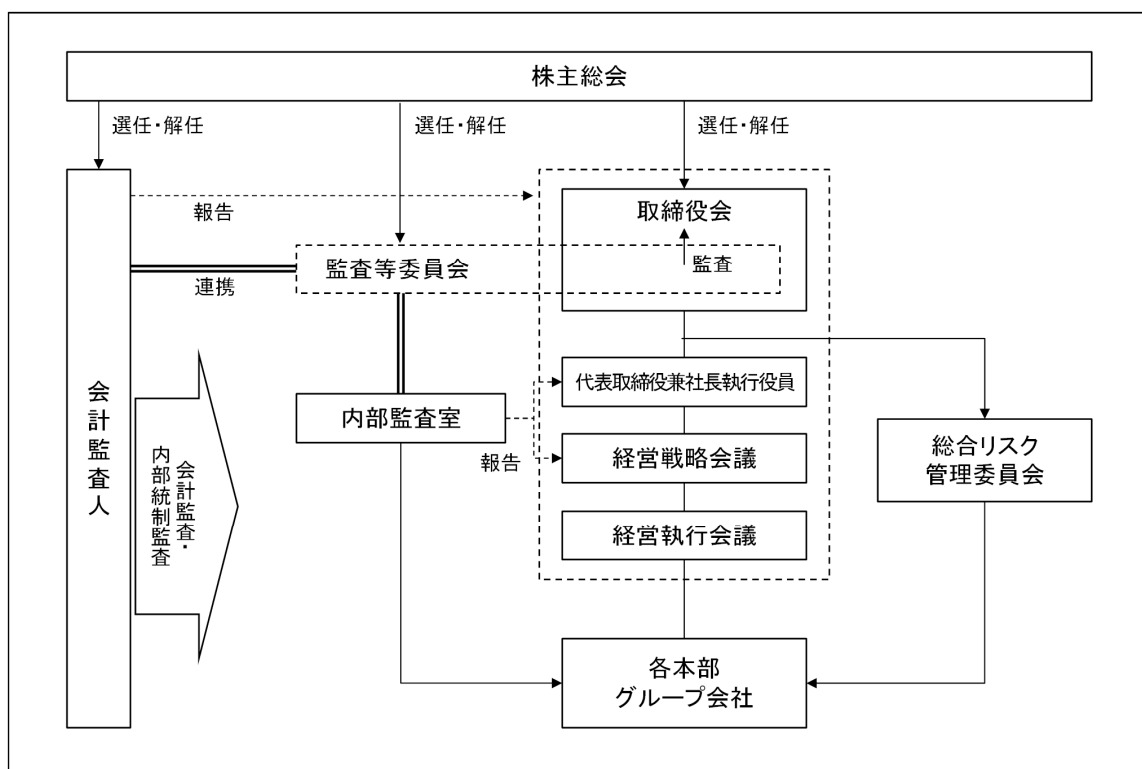 株主総会
選任・解任
選任・解任
選任・解任
報告
取締役会
監査等委員会
監査
連携
代表取締役兼社長執行役員
内部監査室
報告
経営戦略会議
総合リスク
管理委員会
会計監査人
会計監査・
内部統制監査
経営執行会議
各本部
グループ会社